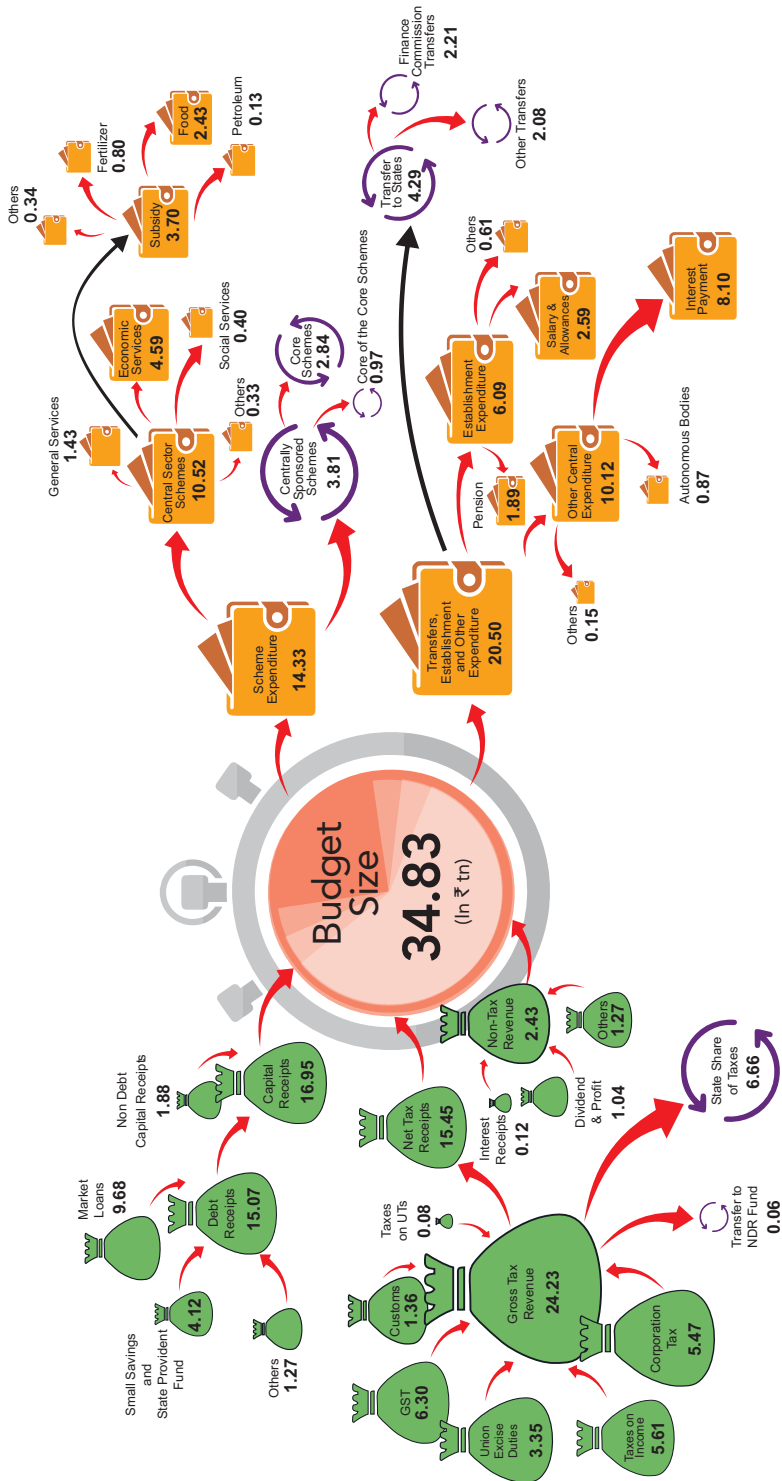 Small Savings
and
State Provident
Fund
4.12
Market
Loans
9.68
Others
1.27
Debt
Receipts
15.07
Non Debt
Capital Receipts
1.88
Capital
Receipts
16.95
GST
6.30
Customs
1.36
Taxes
on UTs
0.08
Union
Excise
Duties
3.35
Taxes on
Income
5.61
Corporation
Tax
5.47
Gross Tax
Revenue
24.23
Transfer to
NDR Fund
0.06
State Share
of Taxes
6.66
Net Tax
Receipts
15.45
Interest
Receipts
0.12
Dividend
& Profit
1.04
Others
1.27
Non-Tax
Revenue
2.43
Budget
Size
34.83
(In ₹ tn)
Scheme
Expenditure
14.33
Central Sector
Schemes
10.52
General Services
1.43
Economic
Services
4.59
Social Services
0.40
Others
0.33
Subsidy
3.70
Others
0.34
Fertilizer
0.80
Food
2.43
Petroleum
0.13
Centrally
Sponsored
Schemes
3.81
Core
Schemes
2.84
Core of the Core Schemes
0.97
Transfers,
Establishment
and Other
Expenditure
20.50
Transfer
to States
4.29
Finance
Commission
Transfers
2.21
Other Transfers
2.08
Establishment
Expenditure
6.09
Pension
1.89
Others
0.61
Salary &
Allowances
2.59
Other Central
Expenditure
10.12
Others
0.15
Autonomous Bodies
0.87
Interest
Payment
8.10